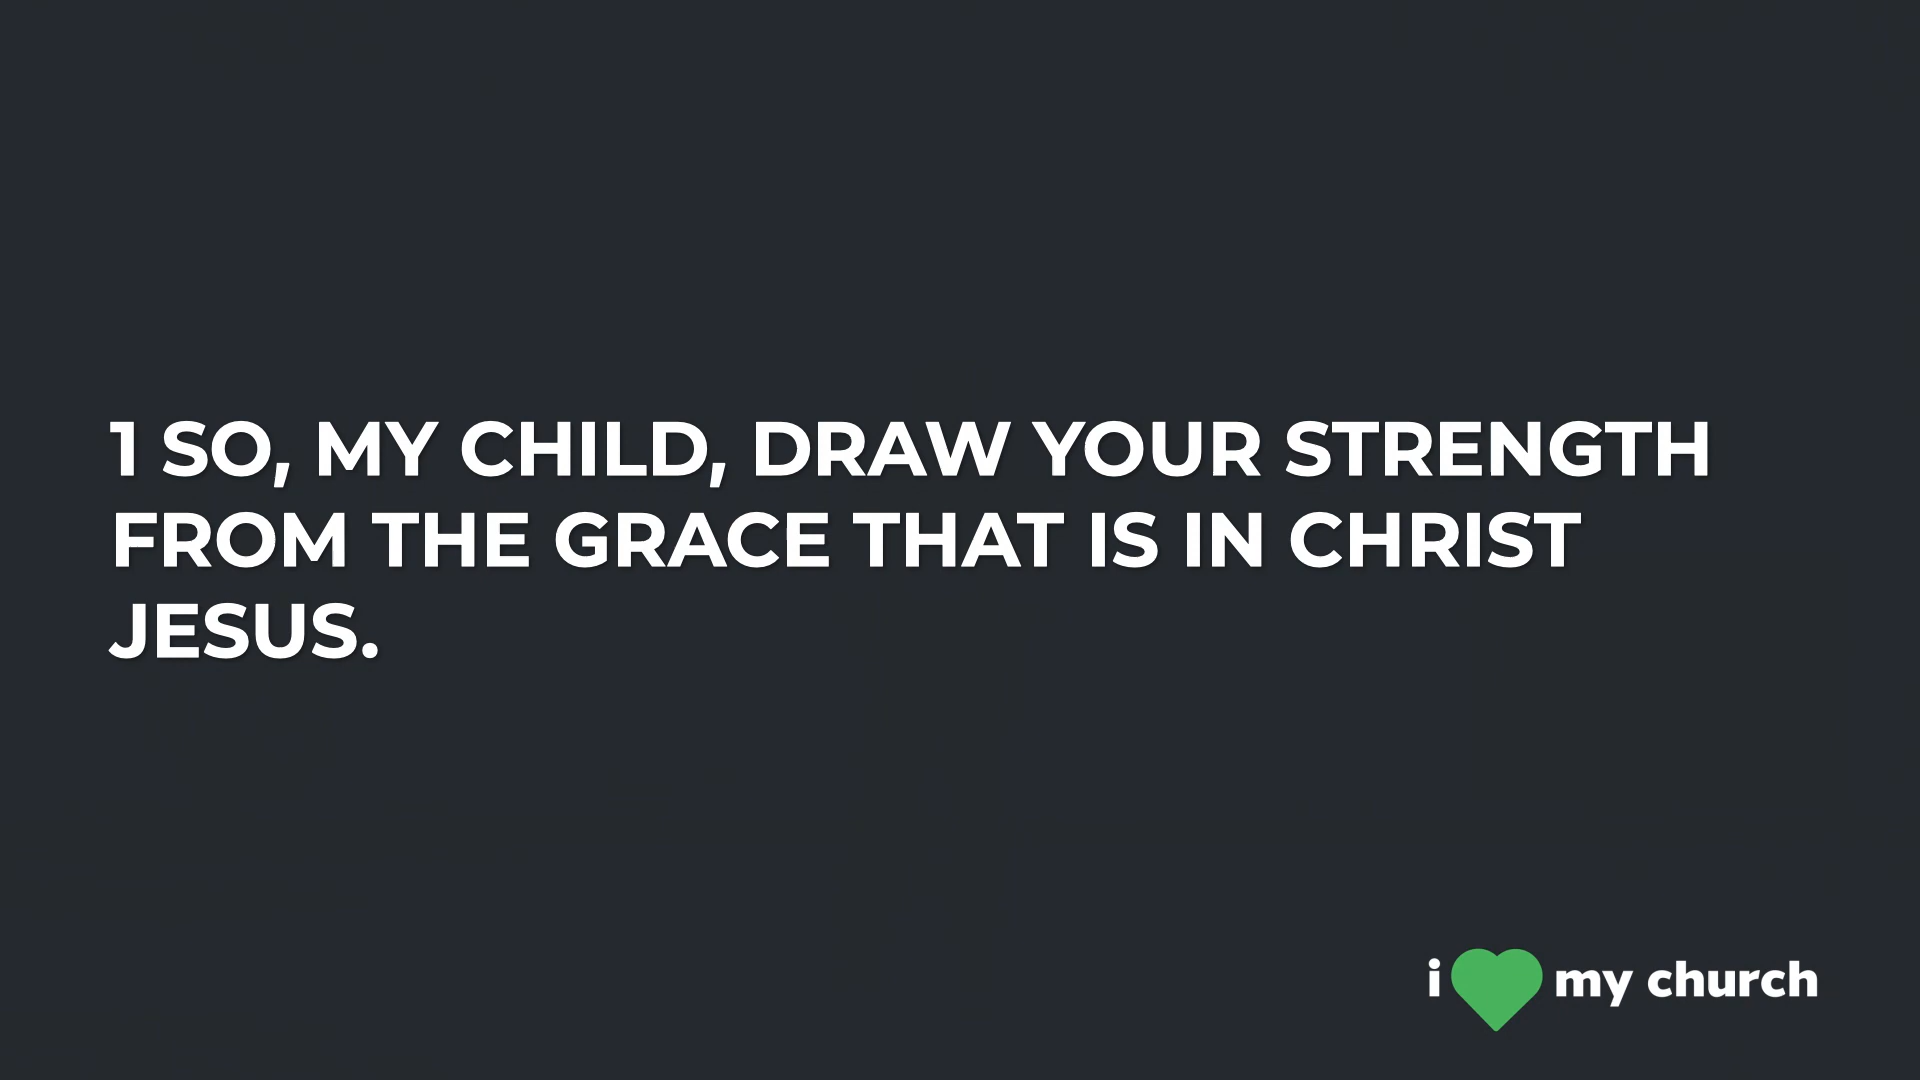 1 SO, MY CHILD, DRAW YOUR STRENGTH
FROM THE GRACE THAT IS IN CHRIST
JESUS.
i my church